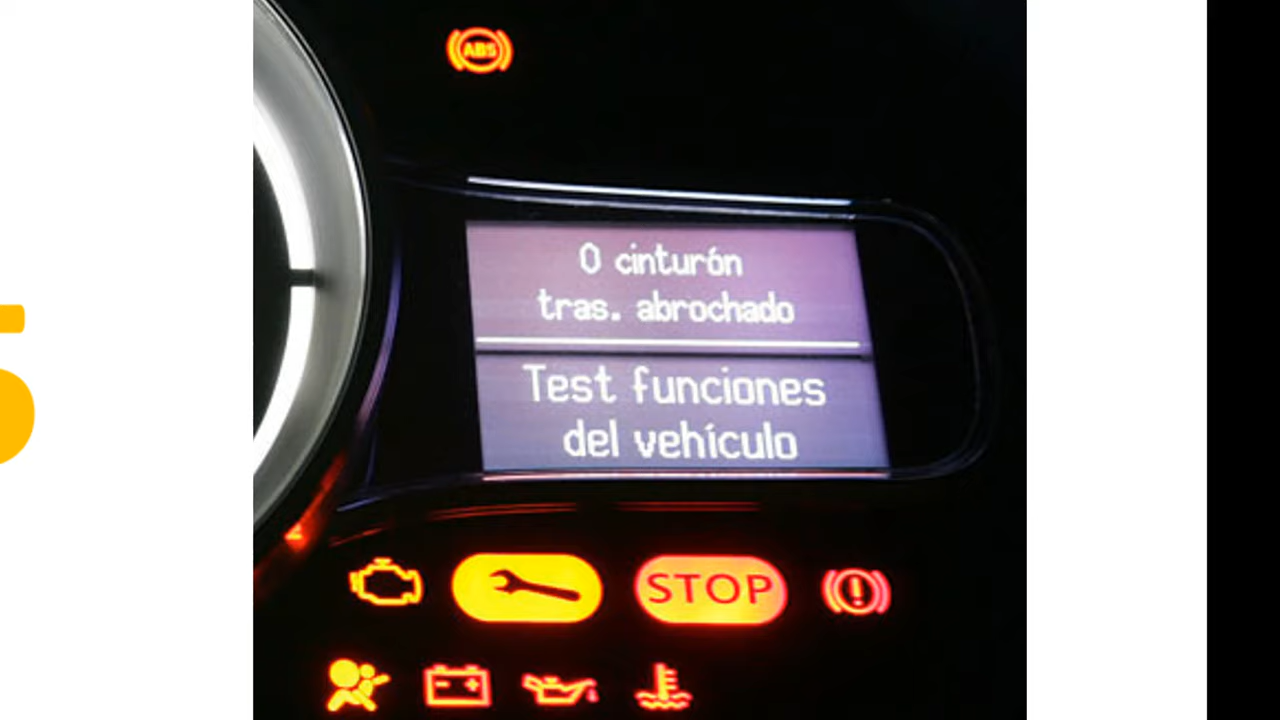 ABS
0 cinturón
tras. abrochado
Test funciones
del vehículo
STOP